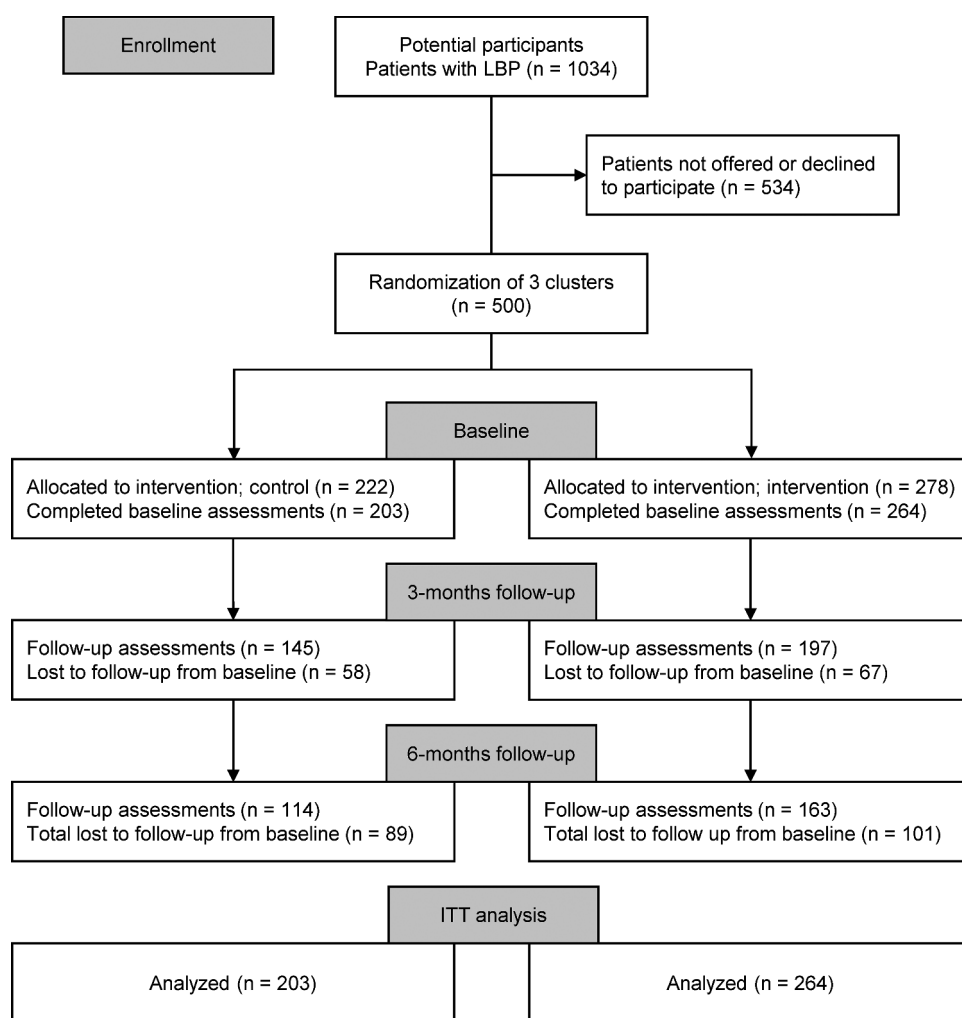 Enrollment
Potential participants
Patients with LBP (n = 1034)
Patients not offered or declined
to participate (n = 534)
Randomization of 3 clusters
(n = 500)
Baseline
Allocated to intervention; control (n = 222)
Completed baseline assessments (n = 203)
Allocated to intervention; intervention (n = 278)
Completed baseline assessments (n = 264)
3-months follow-up
Follow-up assessments (n = 145)
Lost to follow-up from baseline (n = 58)
Follow-up assessments (n = 197)
Lost to follow-up from baseline (n = 67)
6-months follow-up
Follow-up assessments (n = 114)
Total lost to follow-up from baseline (n = 89)
Follow-up assessments (n = 163)
Total lost to follow up from baseline (n = 101)
ITT analysis
Analyzed (n = 203)
Analyzed (n = 264)